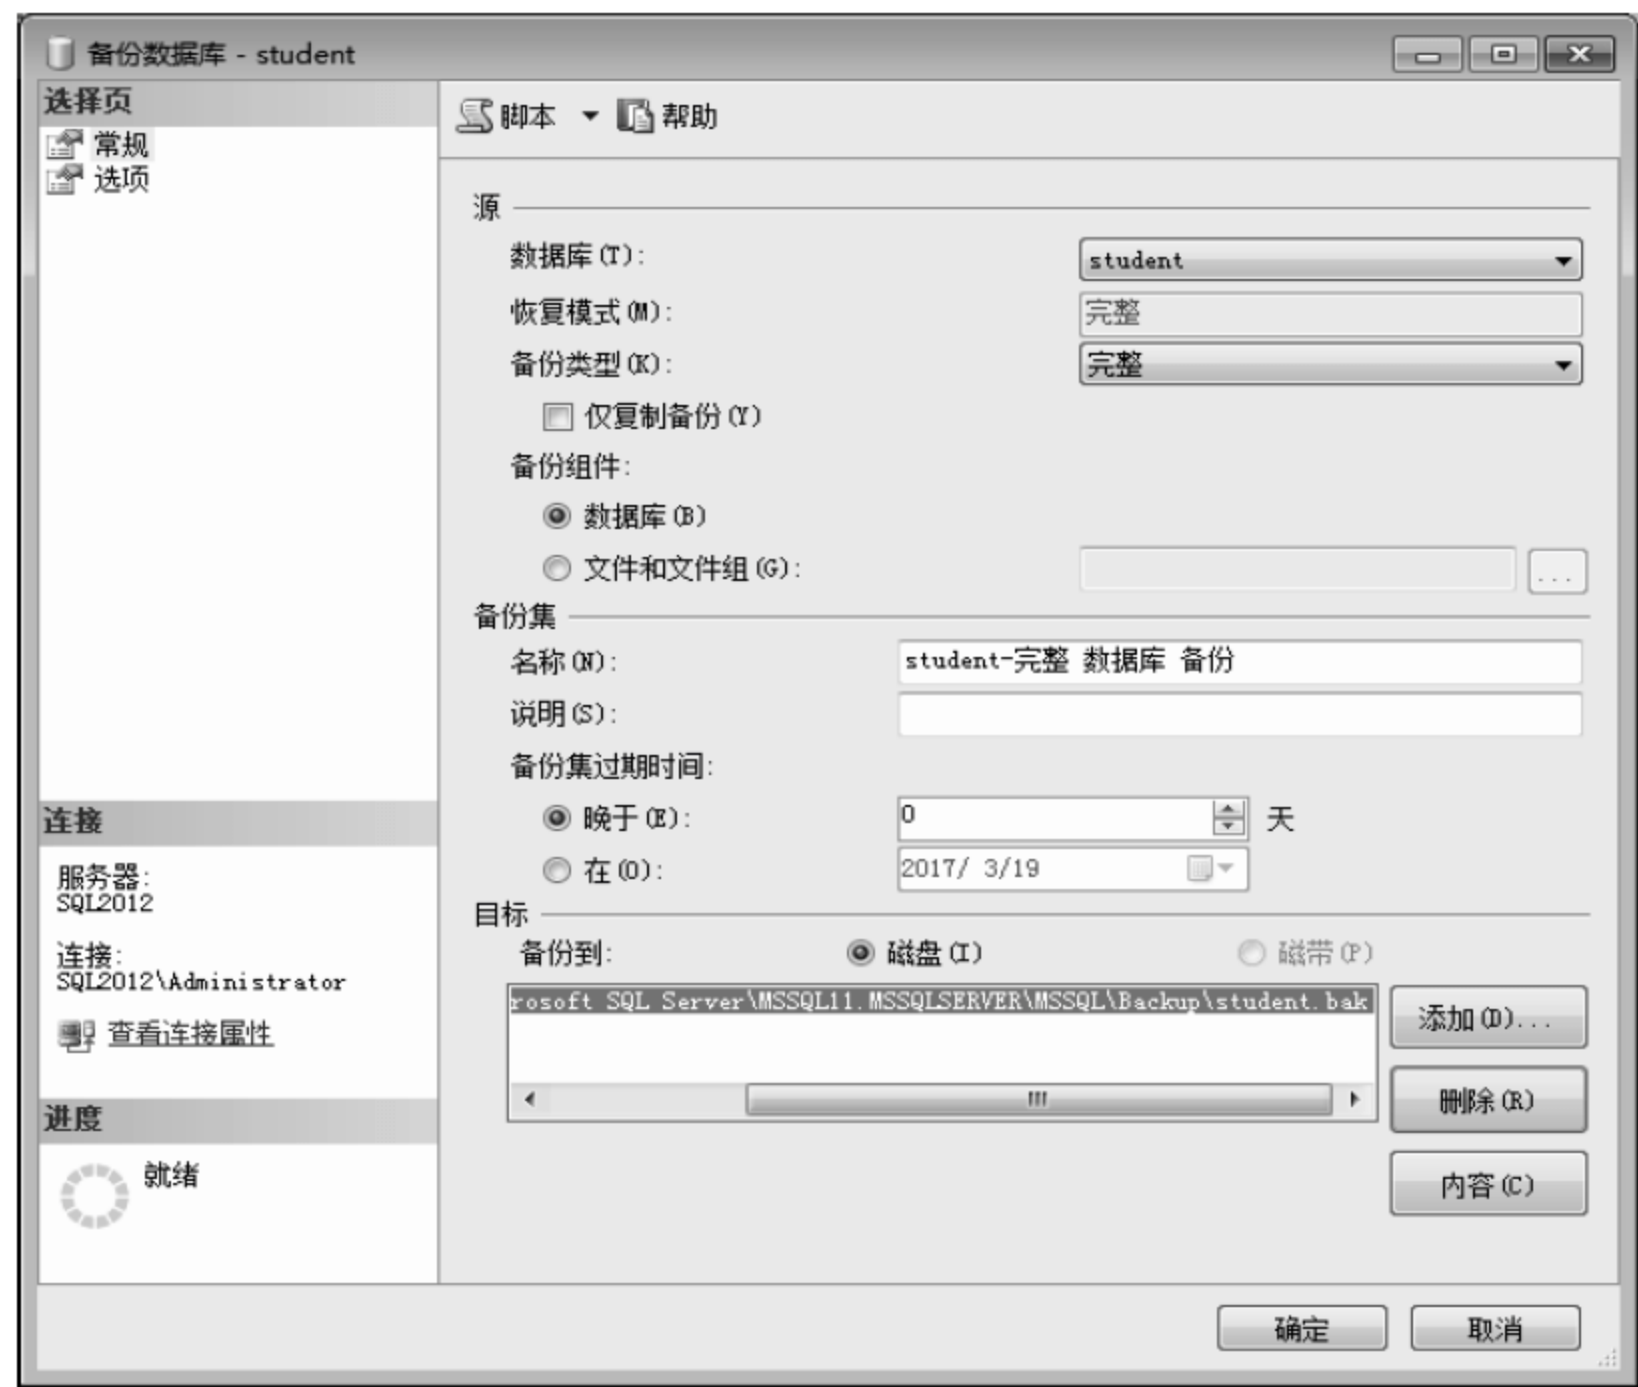 备份数据库 - student
选择页
常规
选项
脚本
帮助
源
数据库(T):
student
恢复模式(M):
完整
备份类型(K):
完整
仅复制备份(Y)
备份组件:
数据库(B)
文件和文件组(G):
...
备份集
名称(N):
student-完整 数据库 备份
说明(S):
备份集过期时间:
晚于(E):
0
天
在(O):
2017/ 3/19
目标
备份到:
磁盘(I)
磁带(P)
rosoft SQL Server\MSSQL11.MSSQLSERVER\MSSQL\Backup\student.bak
添加(D)...
删除(R)
内容(C)
连接
服务器:
SQL2012
连接:
SQL2012\Administrator
查看连接属性
进度
就绪
确定
取消